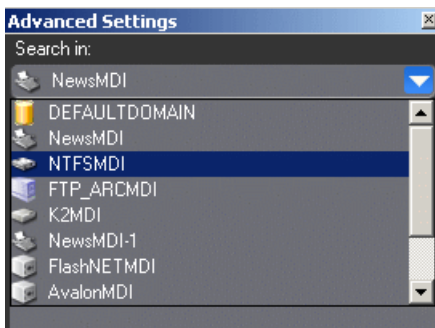 Advanced Settings
Search in:
NewsMDI
DEFAULTDOMAIN
NewsMDI
NTFSMDI
FTP_ARCMDI
K2MDI
NewsMDI-1
FlashNETMDI
AvalonMDI